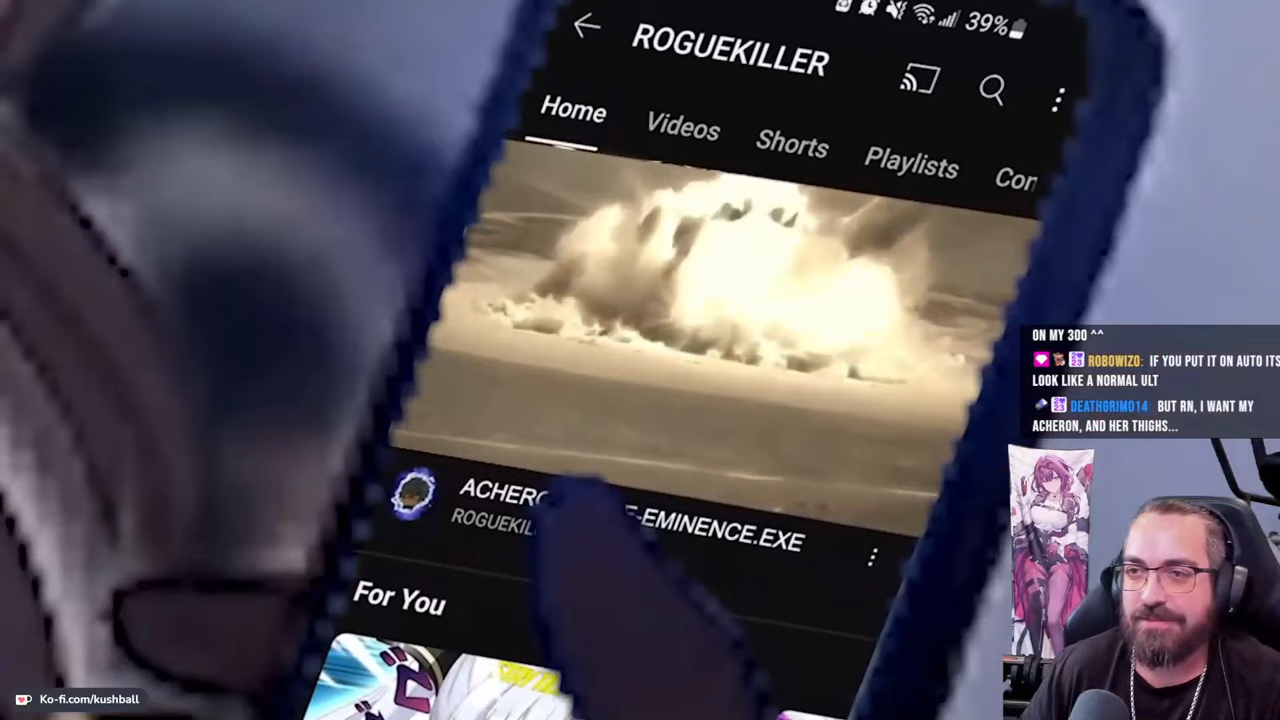 39%
ROGUEKILLER
Home Videos Shorts Playlists Con
ON MY 300 ^^
ROBOWIZO: IF YOU PUT IT ON AUTO ITS
LOOK LIKE A NORMAL ULT
DEATHGRIM014: BUT RN, I WANT MY
ACHERON, AND HER THIGHS...
ACHERO -EMINENCE.EXE
ROGUEKIL
For You
Ko-fi.com/kushball